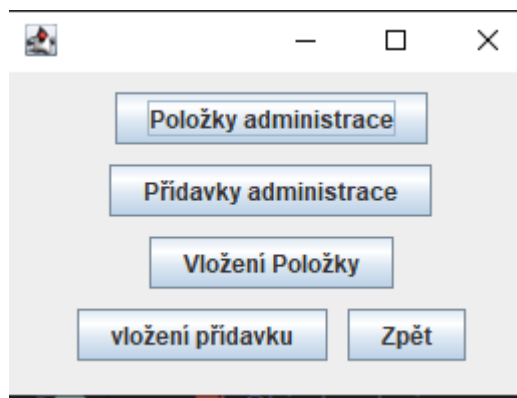 Položky administrace
Přídavky administrace
Vložení Položky
vložení přídavku Zpět